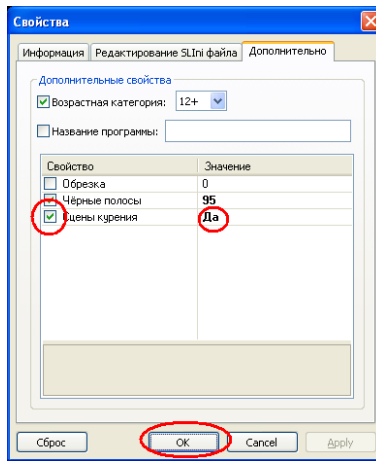 Свойства
Информация Редактирование SLIni файла Дополнительно
Дополнительные свойства
Возрастная категория: 12+
Название программы:
Свойство Значение
Обрезка 0
Чёрные полосы 95
Сцены курения Да
Сброс OK Cancel Apply